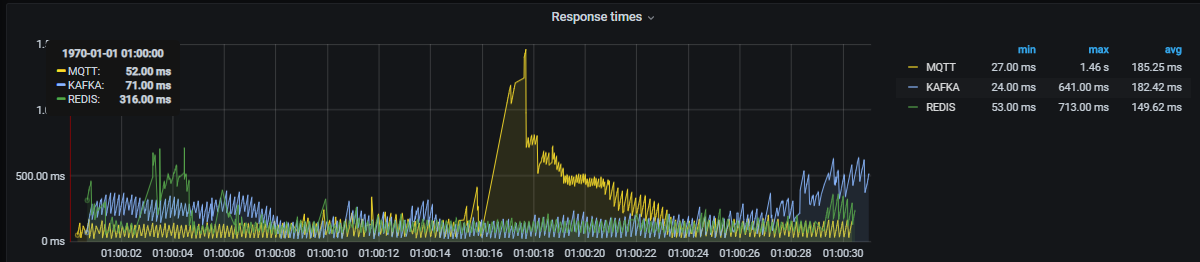 Response times
min max avg
MQTT 27.00 ms 1.46 s 185.25 ms
KAFKA 24.00 ms 641.00 ms 182.42 ms
REDIS 53.00 ms 713.00 ms 149.62 ms
1970-01-01 01:00:00
MQTT: 52.00 ms
KAFKA: 71.00 ms
REDIS: 316.00 ms
500.00 ms
0 ms
01:00:02 01:00:04 01:00:06 01:00:08 01:00:10 01:00:12 01:00:14 01:00:16 01:00:18 01:00:20 01:00:22 01:00:24 01:00:26 01:00:28 01:00:30